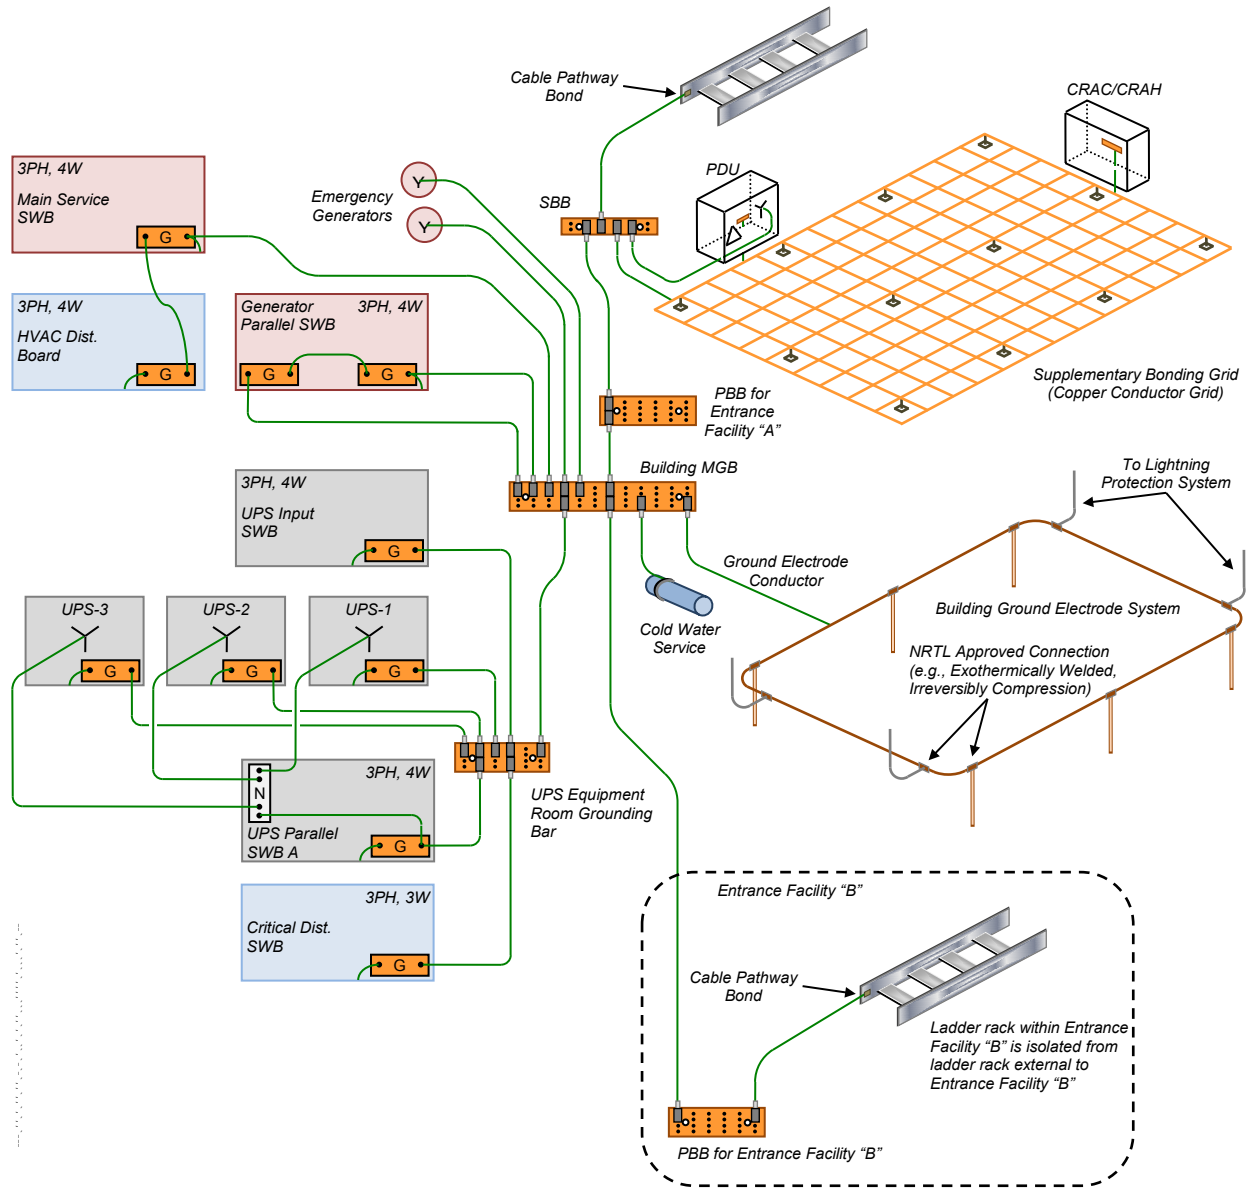 Cable Pathway
Bond
CRAC/CRAH
PDU
SBB
3PH, 4W
Main Service
SWB
G
Emergency
Generators
Y
Y
Y
3PH, 4W
HVAC Dist.
Board
G
Generator
Parallel SWB
3PH, 4W
G
G
Supplementary Bonding Grid
(Copper Conductor Grid)
PBB for
Entrance
Facility “A”
Building MGB
To Lightning
Protection System
3PH, 4W
UPS Input
SWB
G
Ground Electrode
Conductor
Building Ground Electrode System
Cold Water
Service
NRTL Approved Connection
(e.g., Exothermically Welded,
Irreversibly Compression)
UPS-3
G
UPS-2
G
UPS-1
G
3PH, 4W
N
UPS Parallel
SWB A
G
UPS Equipment
Room Grounding
Bar
3PH, 3W
Critical Dist.
SWB
G
Entrance Facility “B”
Cable Pathway
Bond
Ladder rack within Entrance
Facility “B” is isolated from
ladder rack external to
Entrance Facility “B”
PBB for Entrance Facility “B”